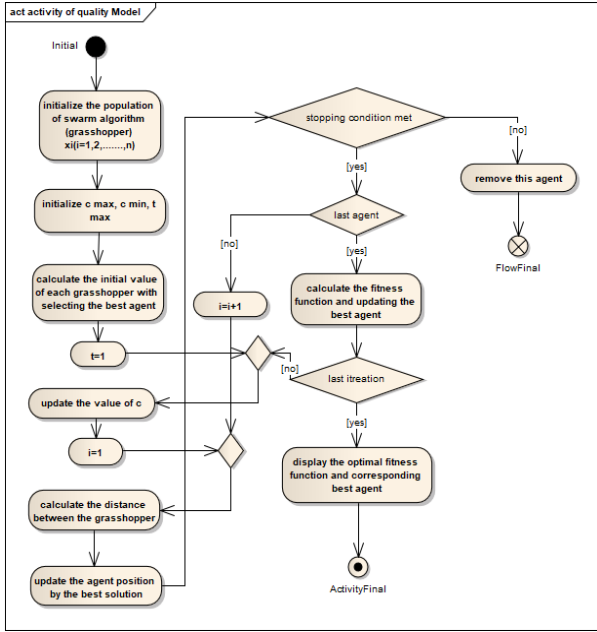 act activity of quality Model
Initial
initialize the population
of swarm algorithm
(grasshopper)
xi(i=1,2,.......,n)
initialize c max, c min, t
max
calculate the initial value
of each grasshopper with
selecting the best agent
t=1
update the value of c
i=1
calculate the distance
between the grasshopper
update the agent position
by the best solution
stopping condition met
[no]
[yes]
remove this agent
FlowFinal
last agent
[no]
[yes]
i=i+1
calculate the fitness
function and updating the
best agent
[no]
last itreation
[yes]
display the optimal fitness
function and corresponding
best agent
ActivityFinal